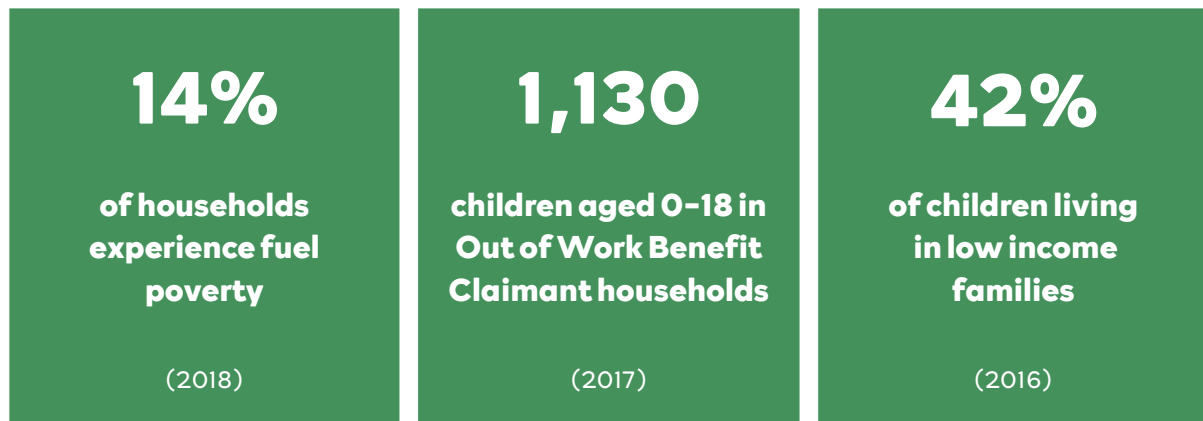 14%
of households
experience fuel
poverty
(2018)
1,130
children aged 0-18 in
Out of Work Benefit
Claimant households
(2017)
42%
of children living
in low income
families
(2016)